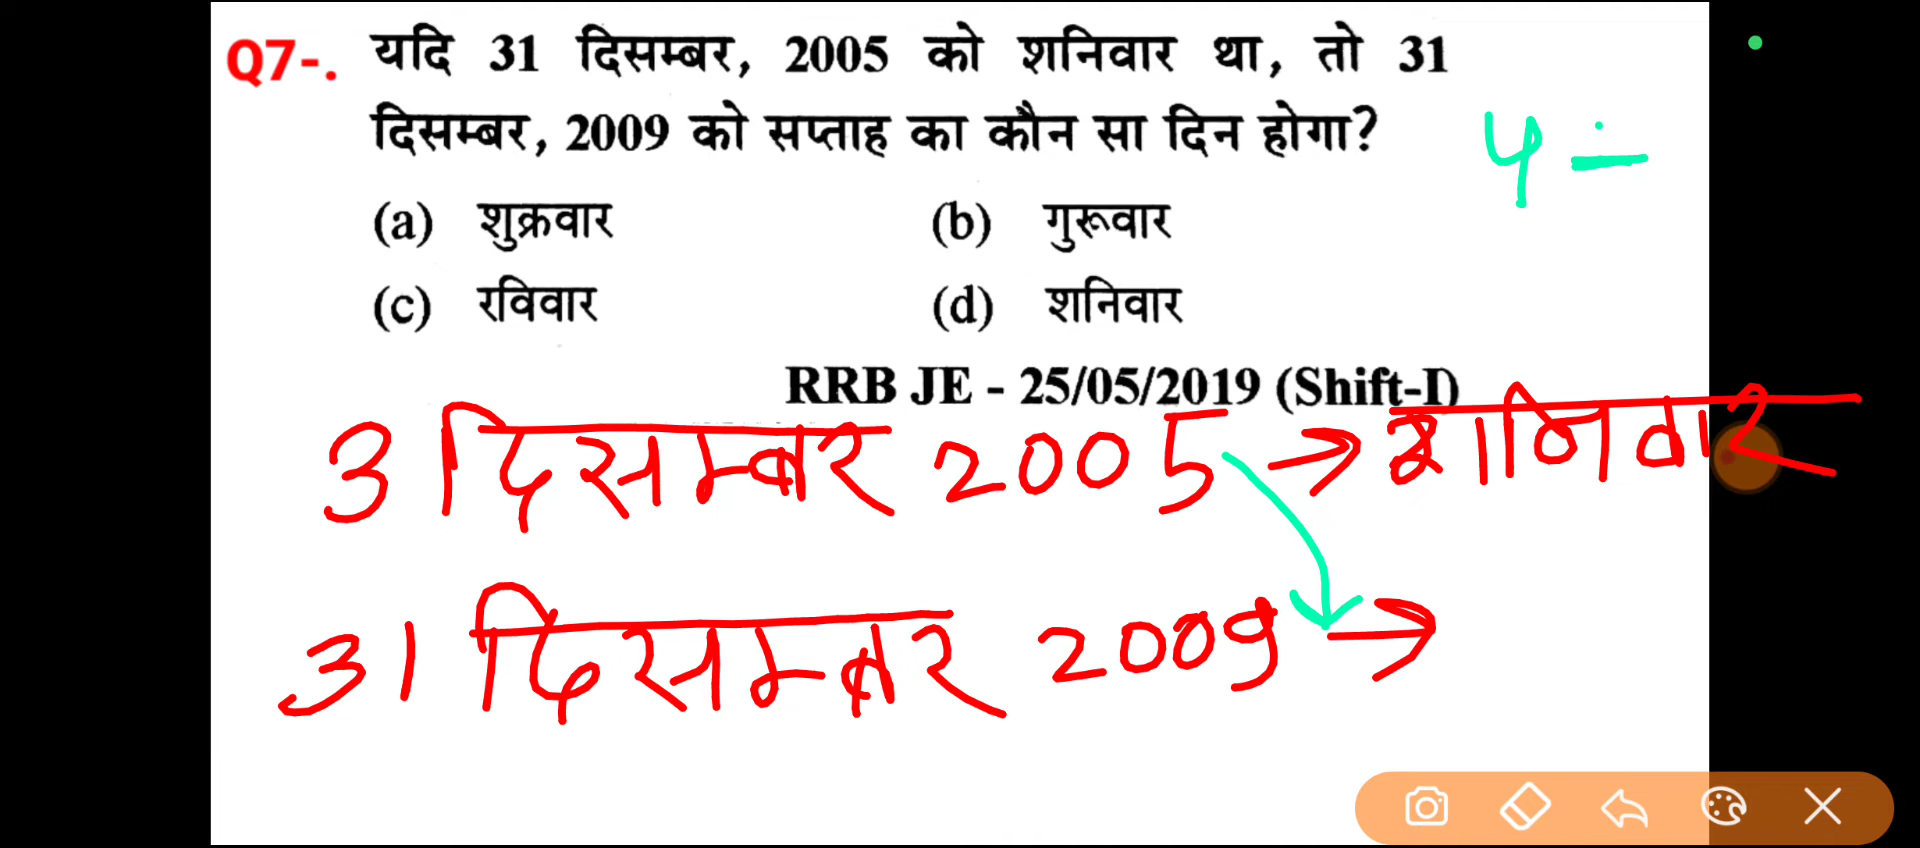 Q7-. यदि 31 दिसम्बर, 2005 को शनिवार था, तो 31
दिसम्बर, 2009 को सप्ताह का कौन सा दिन होगा?
4 ÷
(a) शुक्रवार (b) गुरूवार
(c) रविवार (d) शनिवार
RRB JE - 25/05/2019 (Shift-I)
31 दिसम्बर 2005 → शनिवार
31 दिसम्बर 2009 →